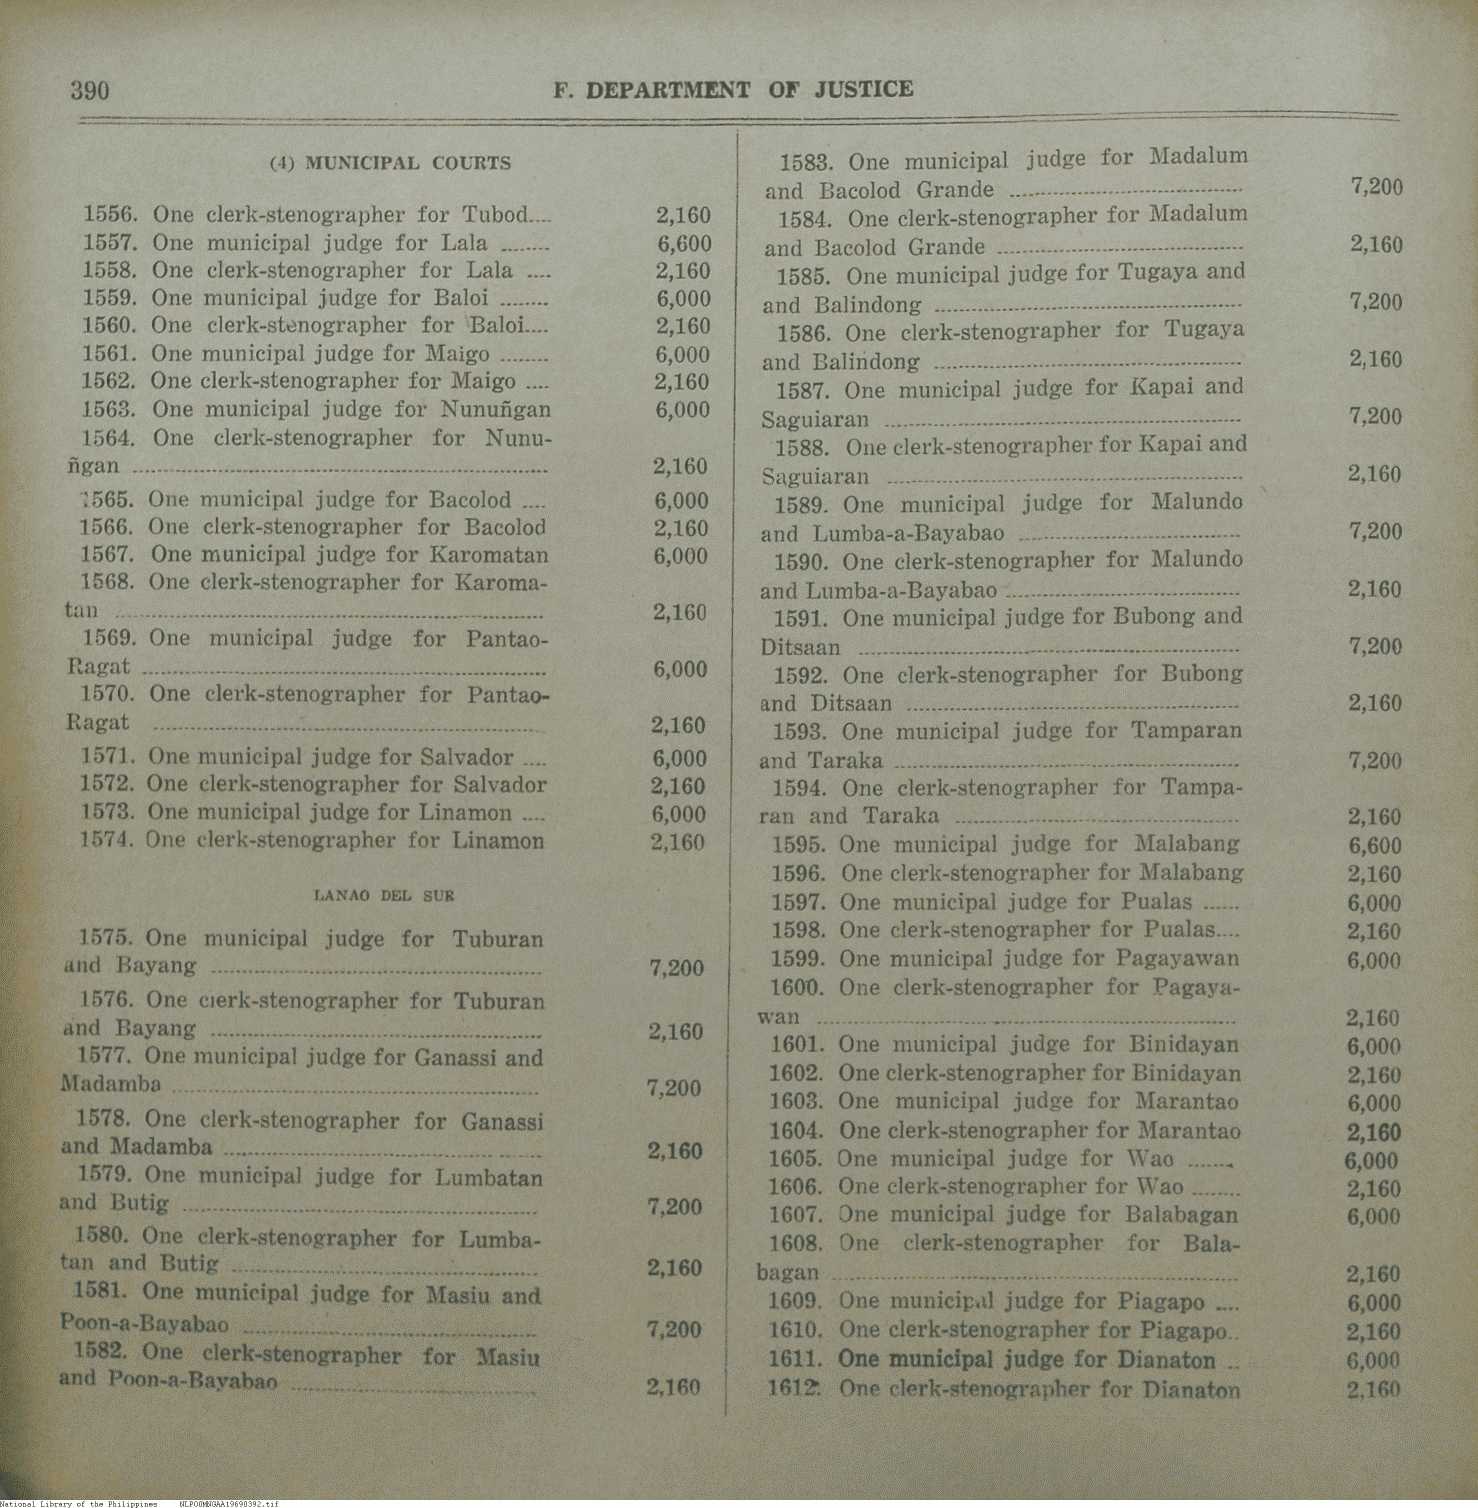 390
F. DEPARTMENT OF JUSTICE
(4) MUNICIPAL COURTS
1556. One clerk-stenographer for Tubod.... 2,160
1557. One municipal judge for Lala ........ 6,600
1558. One clerk-stenographer for Lala .... 2,160
1559. One municipal judge for Baloi ........ 6,000
1560. One clerk-stenographer for Baloi.... 2,160
1561. One municipal judge for Maigo ........ 6,000
1562. One clerk-stenographer for Maigo .... 2,160
1563. One municipal judge for Nunuñgan 6,000
1564. One clerk-stenographer for Nunu-
ñgan ........ 2,160
1565. One municipal judge for Bacolod .... 6,000
1566. One clerk-stenographer for Bacolod 2,160
1567. One municipal judge for Karomatan 6,000
1568. One clerk-stenographer for Karoma-
tan ........ 2,160
1569. One municipal judge for Pantao-
Ragat ........ 6,000
1570. One clerk-stenographer for Pantao-
Ragat ........ 2,160
1571. One municipal judge for Salvador .... 6,000
1572. One clerk-stenographer for Salvador 2,160
1573. One municipal judge for Linamon .... 6,000
1574. One clerk-stenographer for Linamon 2,160
LANAO DEL SUR
1575. One municipal judge for Tuburan
and Bayang ........ 7,200
1576. One clerk-stenographer for Tuburan
and Bayang ........ 2,160
1577. One municipal judge for Ganassi and
Madamba ........ 7,200
1578. One clerk-stenographer for Ganassi
and Madamba ........ 2,160
1579. One municipal judge for Lumbatan
and Butig ........ 7,200
1580. One clerk-stenographer for Lumba-
tan and Butig ........ 2,160
1581. One municipal judge for Masiu and
Poon-a-Bayabao ........ 7,200
1582. One clerk-stenographer for Masiu
and Poon-a-Bayabao ........ 2,160
1583. One municipal judge for Madalum
and Bacolod Grande ........ 7,200
1584. One clerk-stenographer for Madalum
and Bacolod Grande ........ 2,160
1585. One municipal judge for Tugaya and
and Balindong ........ 7,200
1586. One clerk-stenographer for Tugaya
and Balindong ........ 2,160
1587. One municipal judge for Kapai and
Saguiaran ........ 7,200
1588. One clerk-stenographer for Kapai and
Saguiaran ........ 2,160
1589. One municipal judge for Malundo
and Lumba-a-Bayabao ........ 7,200
1590. One clerk-stenographer for Malundo
and Lumba-a-Bayabao ........ 2,160
1591. One municipal judge for Bubong and
Ditsaan ........ 7,200
1592. One clerk-stenographer for Bubong
and Ditsaan ........ 2,160
1593. One municipal judge for Tamparan
and Taraka ........ 7,200
1594. One clerk-stenographer for Tampa-
ran and Taraka ........ 2,160
1595. One municipal judge for Malabang 6,600
1596. One clerk-stenographer for Malabang 2,160
1597. One municipal judge for Pualas ...... 6,000
1598. One clerk-stenographer for Pualas.... 2,160
1599. One municipal judge for Pagayawan 6,000
1600. One clerk-stenographer for Pagaya-
wan ........ 2,160
1601. One municipal judge for Binidayan 6,000
1602. One clerk-stenographer for Binidayan 2,160
1603. One municipal judge for Marantao 6,000
1604. One clerk-stenographer for Marantao 2,160
1605. One municipal judge for Wao ........ 6,000
1606. One clerk-stenographer for Wao ........ 2,160
1607. One municipal judge for Balabagan 6,000
1608. One clerk-stenographer for Bala-
bagan ........ 2,160
1609. One municipal judge for Piagapo .... 6,000
1610. One clerk-stenographer for Piagapo.. 2,160
1611. One municipal judge for Dianaton .. 6,000
1612. One clerk-stenographer for Dianaton 2,160
National Library of the Philippines NLPOOMNGAA19690392.tif